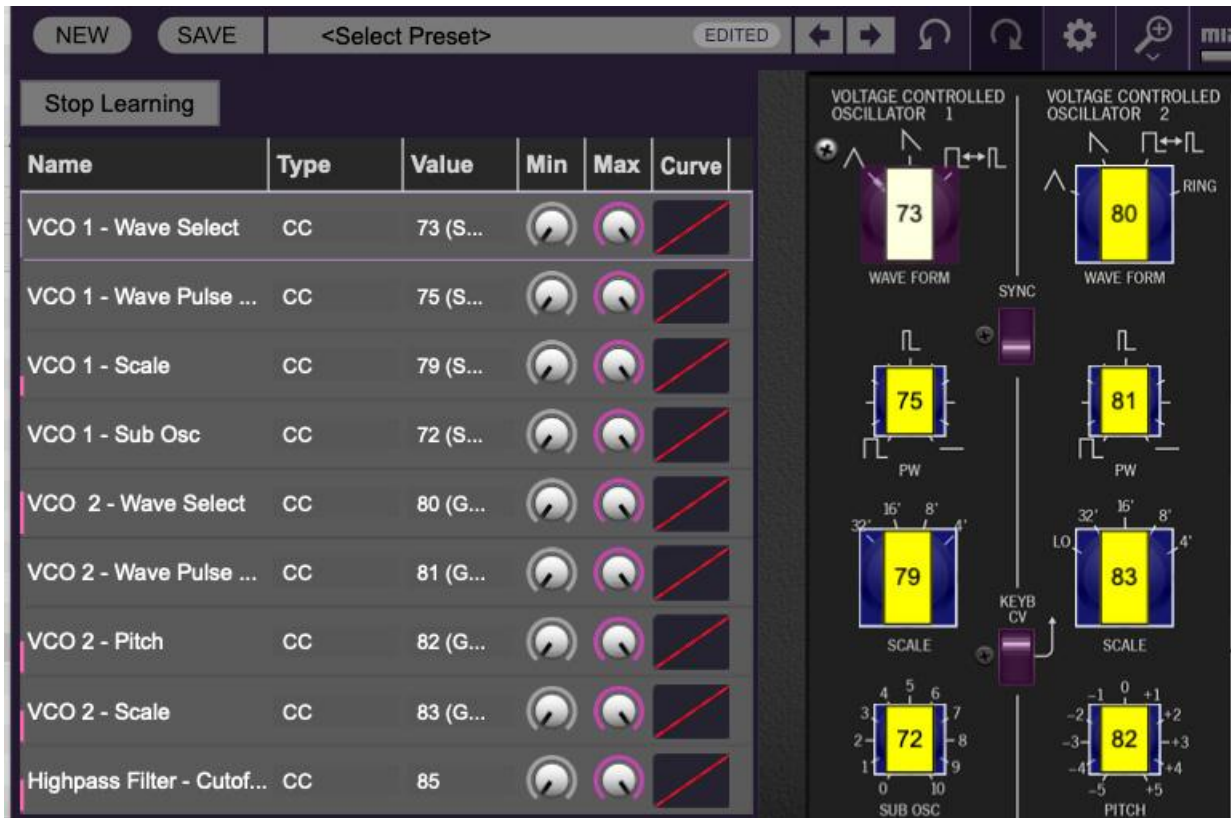 NEW SAVE <Select Preset> EDITED
Stop Learning
Name Type Value Min Max Curve
VCO 1 - Wave Select CC 73 (S...
VCO 1 - Wave Pulse ... CC 75 (S...
VCO 1 - Scale CC 79 (S...
VCO 1 - Sub Osc CC 72 (S...
VCO  2 - Wave Select CC 80 (G...
VCO 2 - Wave Pulse ... CC 81 (G...
VCO 2 - Pitch CC 82 (G...
VCO 2 - Scale CC 83 (G...
Highpass Filter - Cutof... CC 85
VOLTAGE CONTROLLED
OSCILLATOR 1
73
WAVE FORM
75
PW
16' 8'
32' 4'
79
SCALE
4 5 6
3 7
2 72 8
1 9
0 10
SUB OSC
SYNC
KEYB
CV
VOLTAGE CONTROLLED
OSCILLATOR 2
RING
80
WAVE FORM
81
PW
32' 16' 8'
LO 4'
83
SCALE
-1 0 +1
-2 +2
-3 82 +3
-4 +4
-5 +5
PITCH